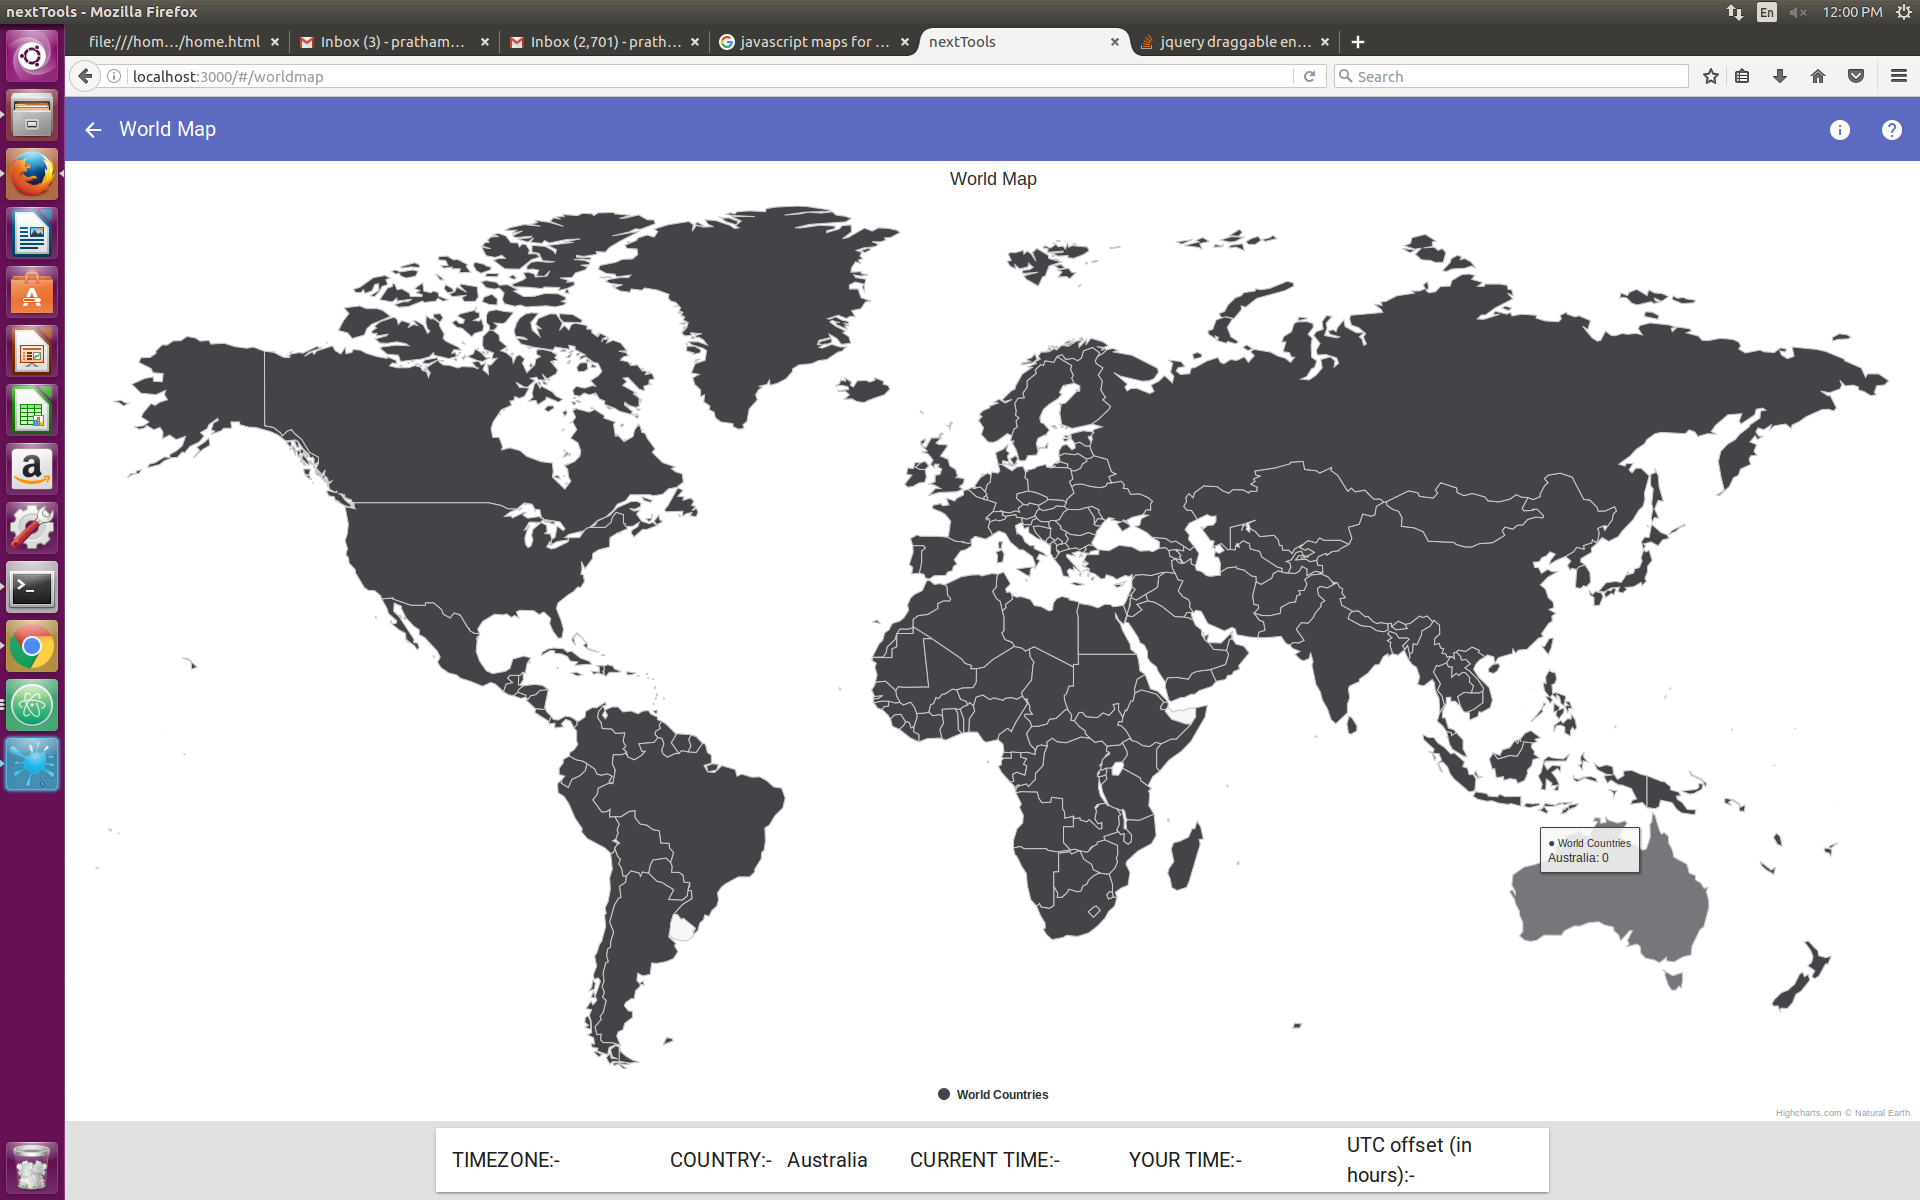 nextTools - Mozilla Firefox
En
12:00 PM
file:///hom…/home.html
Inbox (3) - pratham…
Inbox (2,701) - prath…
javascript maps for …
nextTools
jquery draggable en…
localhost:3000/#/worldmap
Search
World Map
World Map
World Countries
Australia: 0
World Countries
Highcharts.com © Natural Earth
TIMEZONE:-
COUNTRY:- Australia
CURRENT TIME:-
YOUR TIME:-
UTC offset (in
hours):-